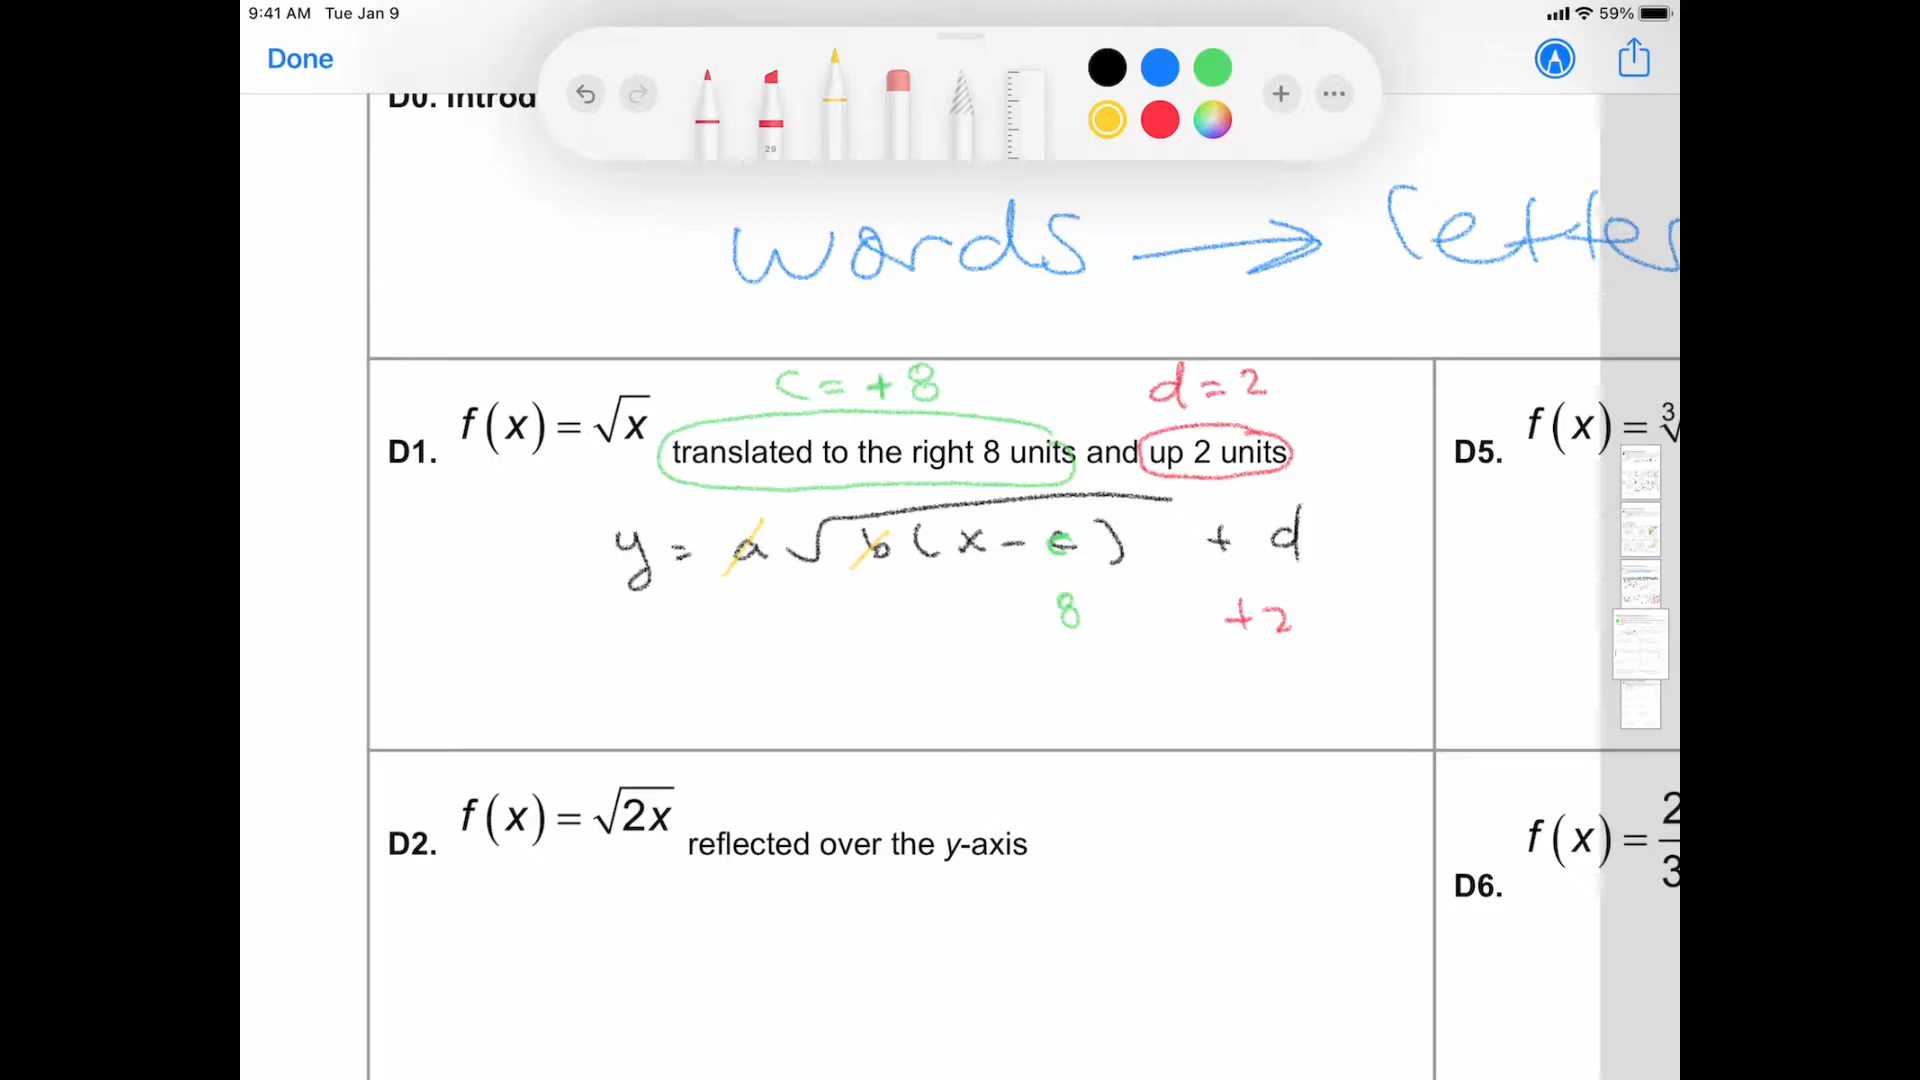 9:41 AM Tue Jan 9 59%
Done
29
D0. Introd
words → letter
c = +8 d = 2
D1. f(x) = √x translated to the right 8 units and up 2 units
y = a√b(x - c) + d
8 +2
D2. f(x) = √2x reflected over the y-axis
D5. f(x) = ∛
D6. f(x) = 2/3